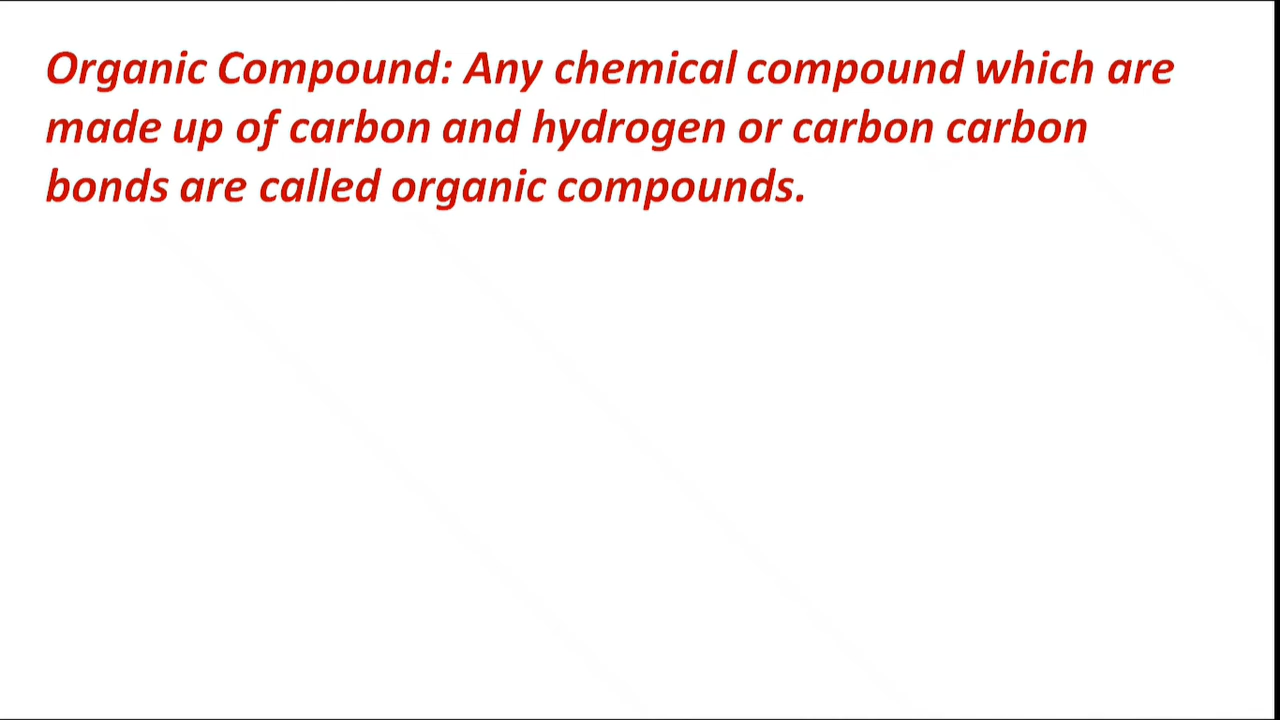 Organic Compound: Any chemical compound which are
made up of carbon and hydrogen or carbon carbon
bonds are called organic compounds.